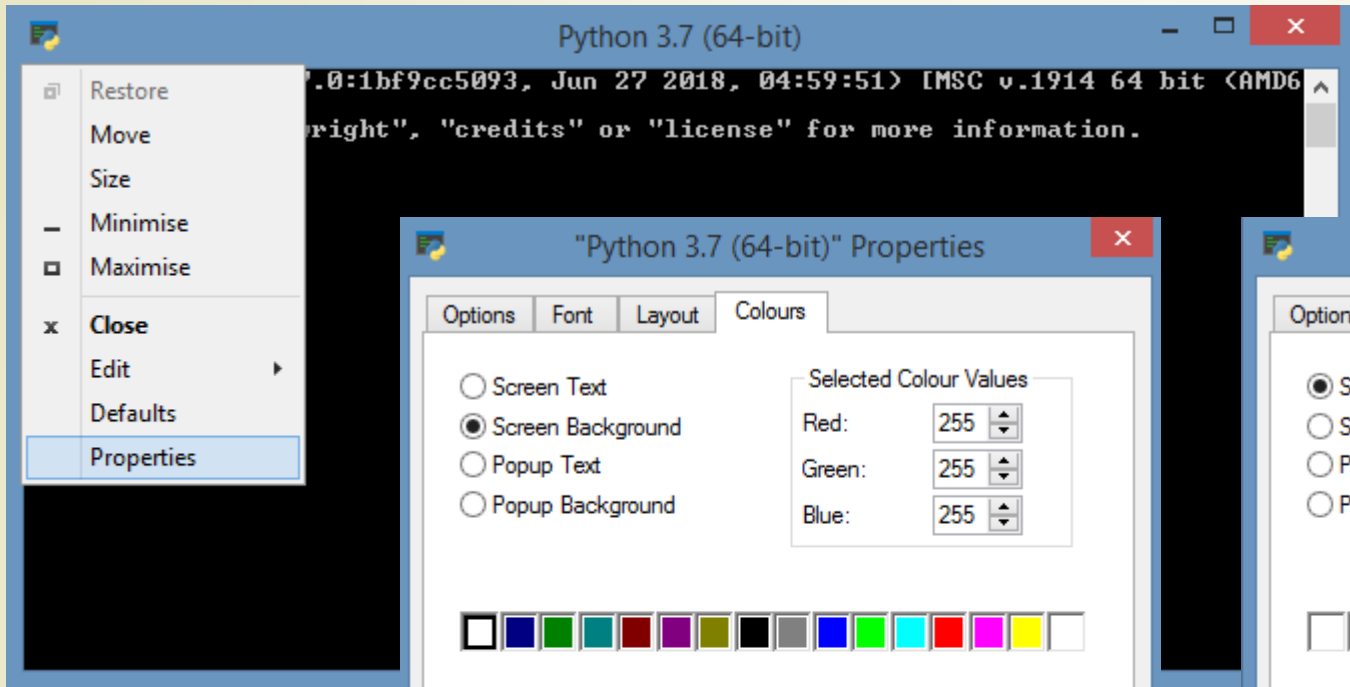 Python 3.7 (64-bit)
.0:1bf9cc5093, Jun 27 2018, 04:59:51) [MSC v.1914 64 bit (AMD6
right", "credits" or "license" for more information.
Restore
Move
Size
Minimise
Maximise
Close
Edit
Defaults
Properties
"Python 3.7 (64-bit)" Properties
Options Font Layout Colours
Screen Text
Screen Background
Popup Text
Popup Background
Selected Colour Values
Red: 255
Green: 255
Blue: 255
Option
S
S
P
P